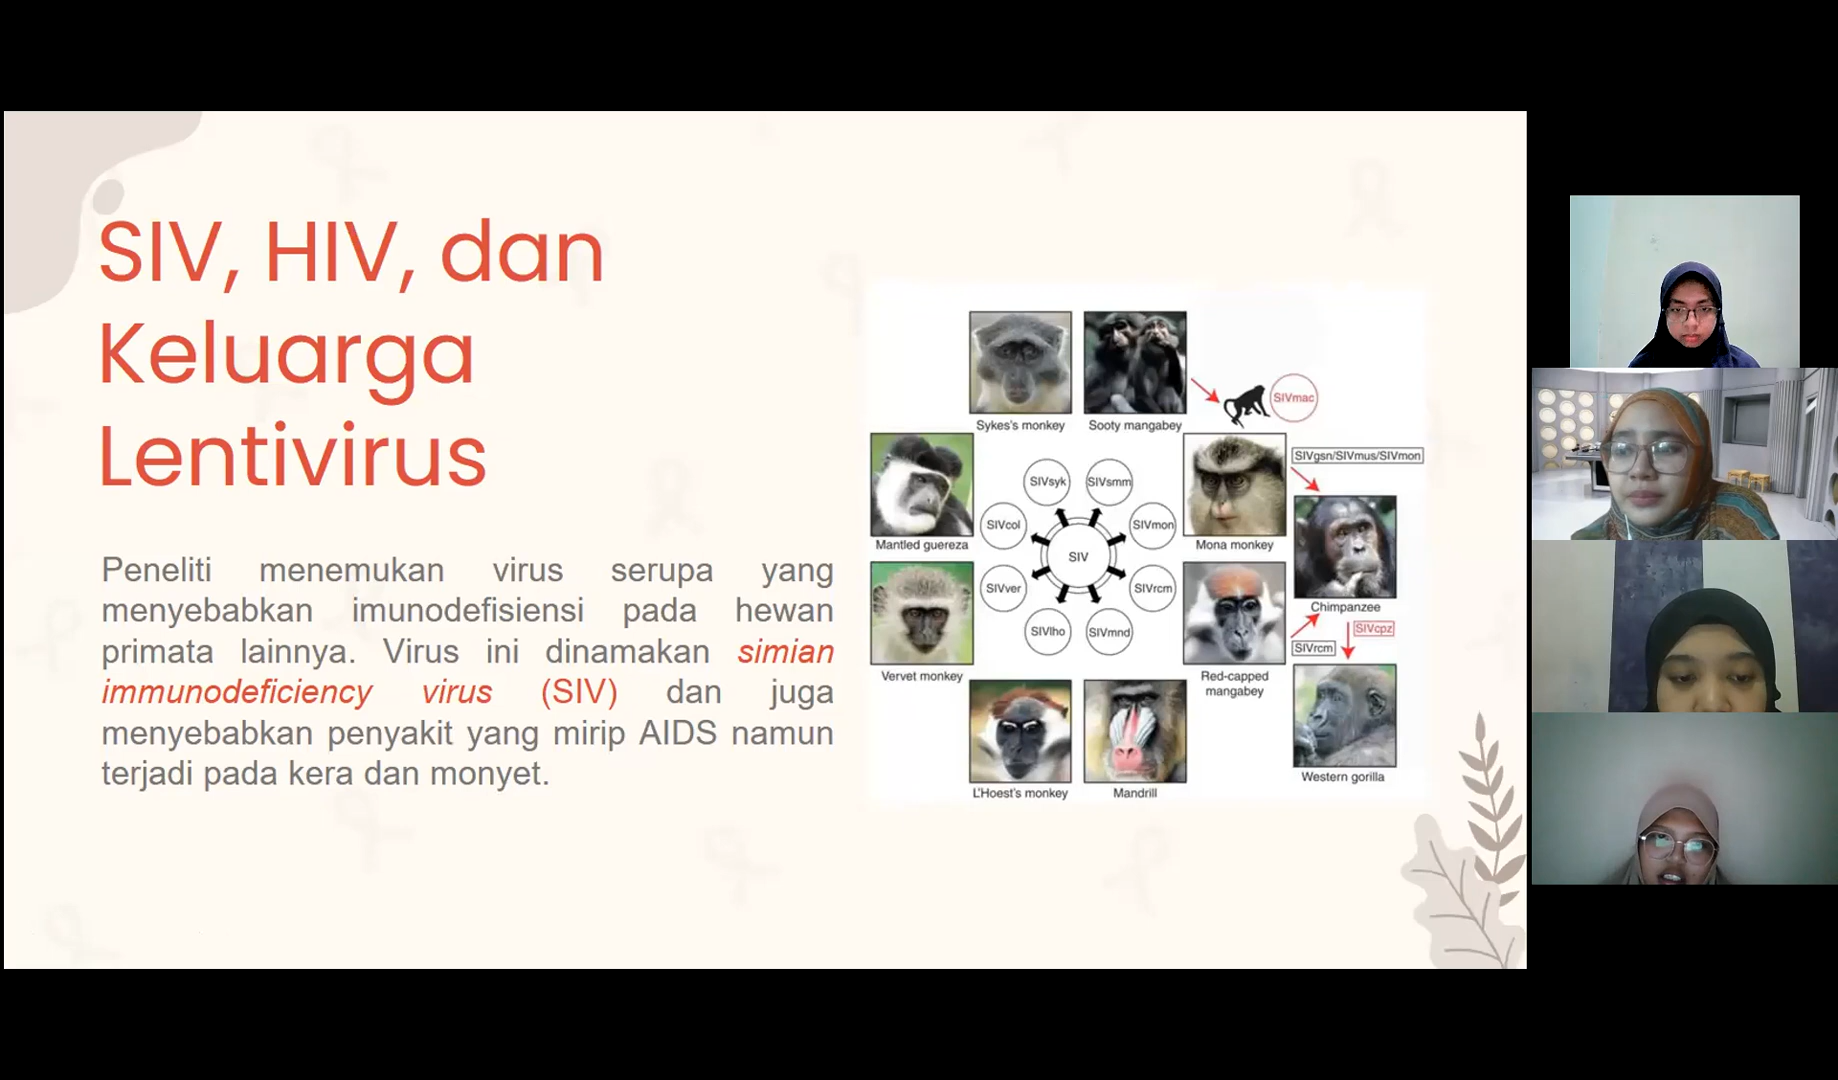 SIV, HIV, dan
Keluarga
Lentivirus
Peneliti menemukan virus serupa yang
menyebabkan imunodefisiensi pada hewan
primata lainnya. Virus ini dinamakan simian
immunodeficiency virus (SIV) dan juga
menyebabkan penyakit yang mirip AIDS namun
terjadi pada kera dan monyet.
Sykes's monkey
Sooty mangabey
SIVmac
Mantled guereza
SIVsyk
SIVsmm
SIVcol
SIVmon
SIV
SIVver
SIVrcm
SIVlho
SIVmnd
Mona monkey
SIVgsn/SIVmus/SIVmon
Chimpanzee
SIVcpz
SIVrcm
Vervet monkey
Red-capped
mangabey
L'Hoest's monkey
Mandrill
Western gorilla